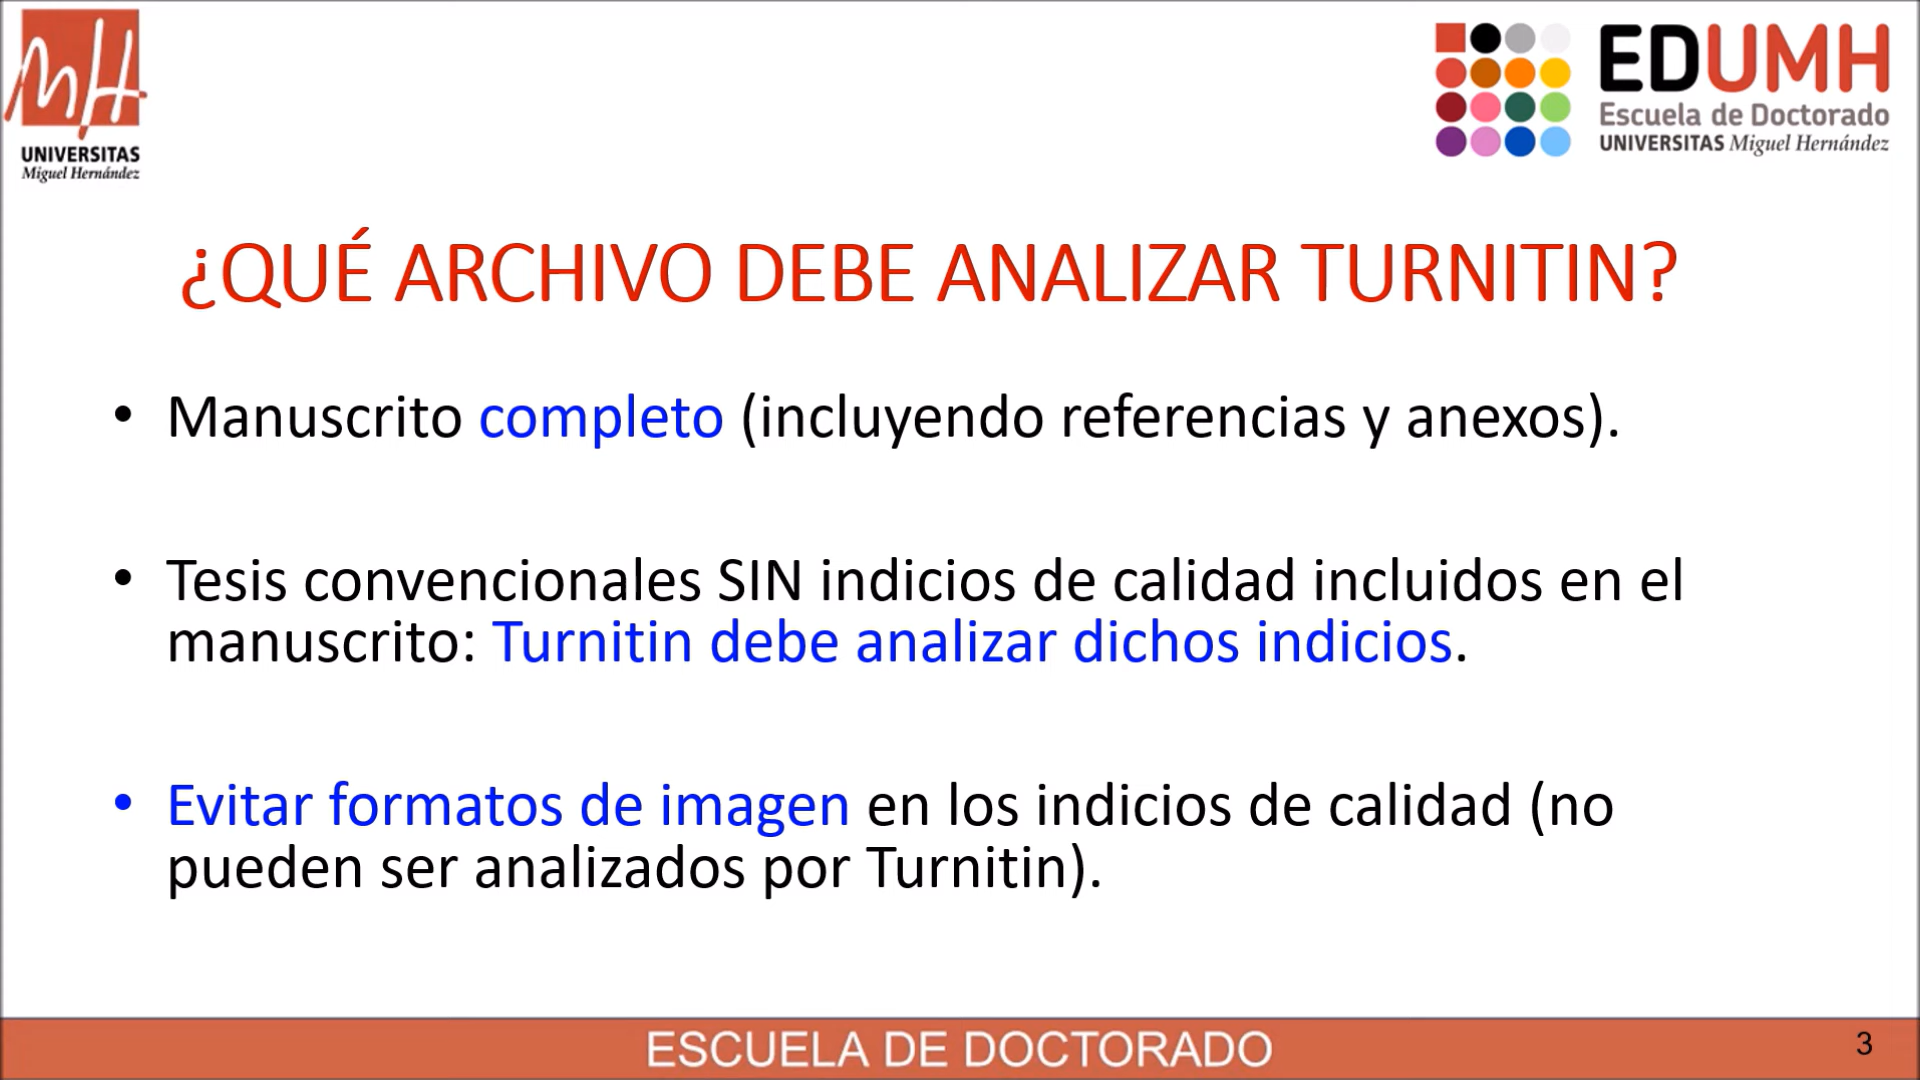 UNIVERSITAS
Miguel Hernández
EDUMH
Escuela de Doctorado
UNIVERSITAS Miguel Hernández
¿QUÉ ARCHIVO DEBE ANALIZAR TURNITIN?
• Manuscrito completo (incluyendo referencias y anexos).
• Tesis convencionales SIN indicios de calidad incluidos en el
manuscrito: Turnitin debe analizar dichos indicios.
• Evitar formatos de imagen en los indicios de calidad (no
pueden ser analizados por Turnitin).
ESCUELA DE DOCTORADO
3